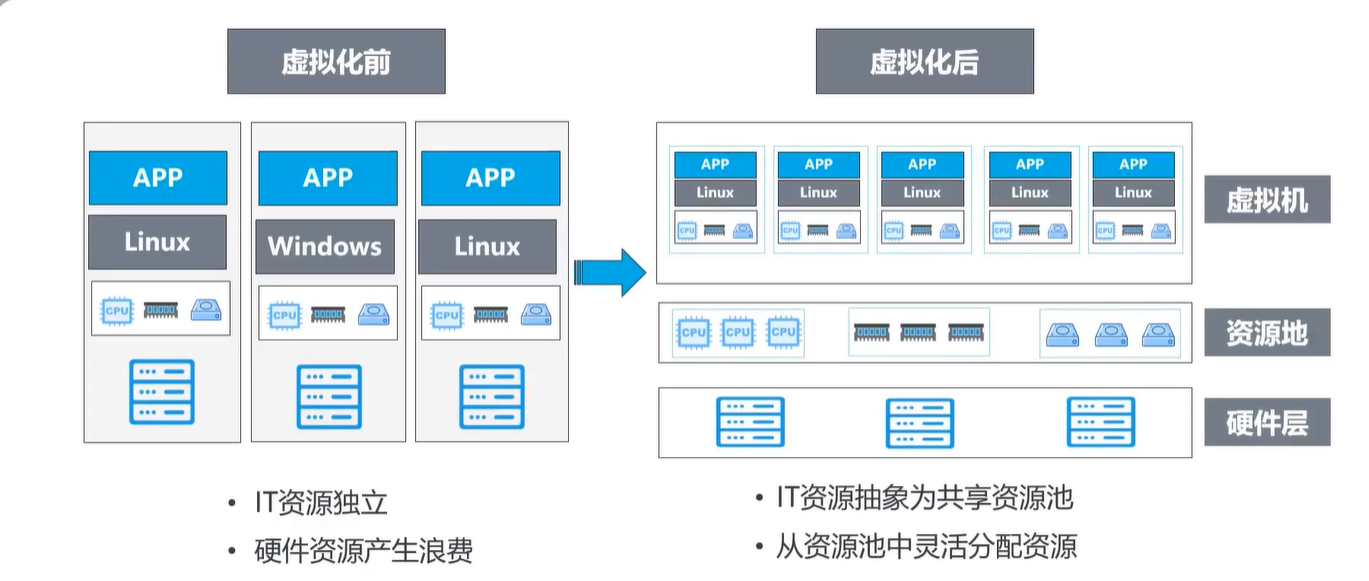 虚拟化前
虚拟化后
APP
APP
APP
Linux
Windows
Linux
CPU
CPU
CPU
APP
APP
APP
APP
APP
Linux
Linux
Linux
Linux
Linux
CPU
CPU
CPU
CPU
CPU
虚拟机
CPU
CPU
CPU
资源地
硬件层
• IT资源独立
• 硬件资源产生浪费
• IT资源抽象为共享资源池
• 从资源池中灵活分配资源